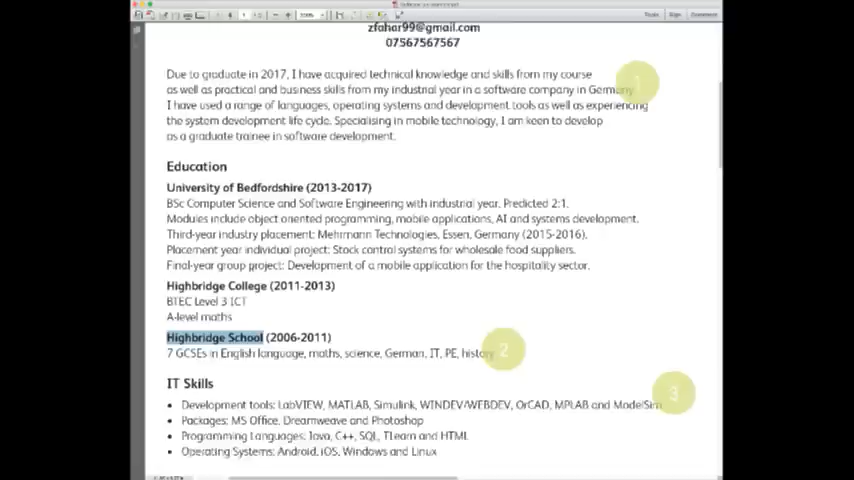 zfahar99@gmail.com
07567567567
Due to graduate in 2017, I have acquired technical knowledge and skills from my course
1
as well as practical and business skills from my industrial year in a software company in Germany.
I have used a range of languages, operating systems and development tools as well as experiencing
the system development life cycle. Specialising in mobile technology, I am keen to develop
as a graduate trainee in software development.
Education
University of Bedfordshire (2013-2017)
BSc Computer Science and Software Engineering with industrial year. Predicted 2:1.
Modules include object oriented programming, mobile applications, AI and systems development.
Third-year industry placement: Mehrmann Technologies, Essen, Germany (2015-2016).
Placement year individual project: Stock control systems for wholesale food suppliers.
Final-year group project: Development of a mobile application for the hospitality sector.
Highbridge College (2011-2013)
BTEC Level 3 ICT
A-level maths
Highbridge School (2006-2011)
7 GCSEs in English language, maths, science, German, IT, PE, history
2
IT Skills
3
• Development tools: LabVIEW, MATLAB, Simulink, WINDEV/WEBDEV, OrCAD, MPLAB and ModelSim
• Packages: MS Office, Dreamweave and Photoshop
• Programming Languages: Java, C++, SQL, TLearn and HTML
• Operating Systems: Android, iOS, Windows and Linux